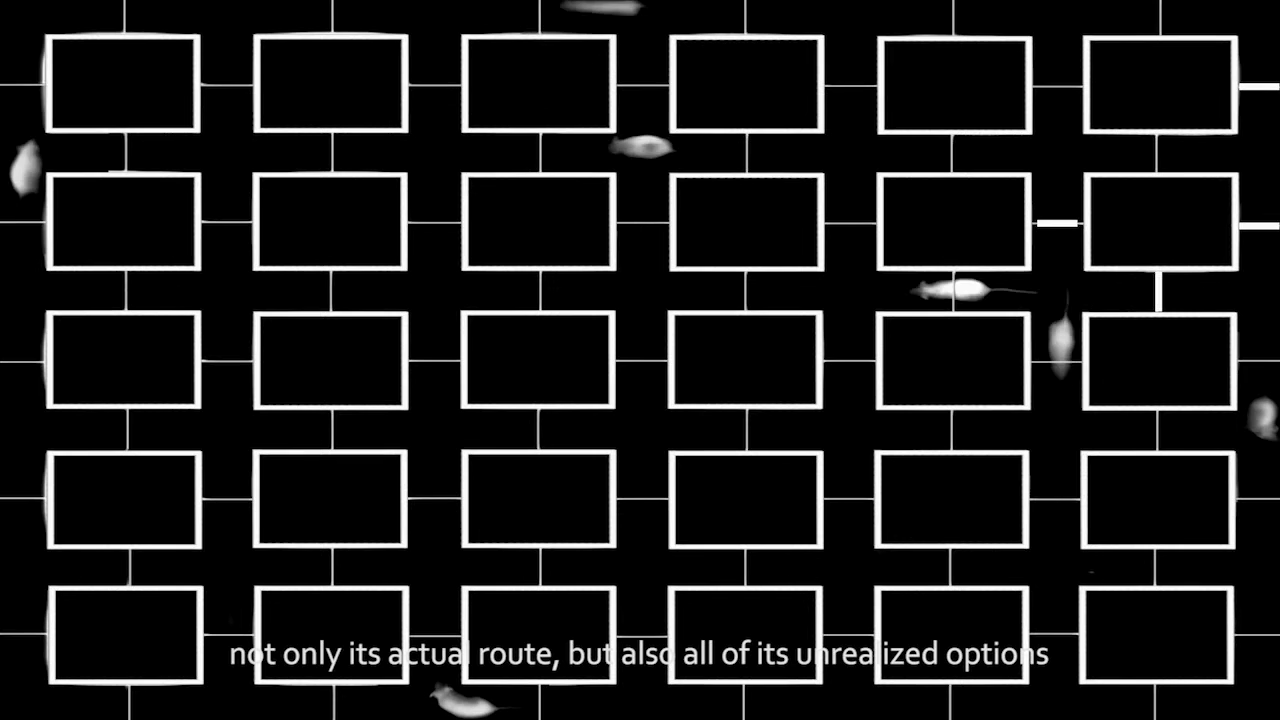 not only its actual route, but also all of its unrealized options